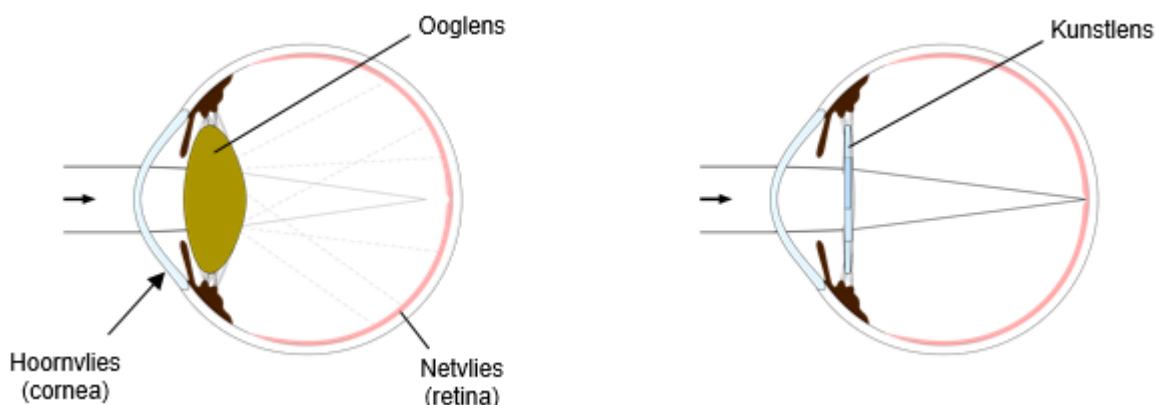 Ooglens
Kunstlens
Hoornvlies
(cornea)
Netvlies
(retina)